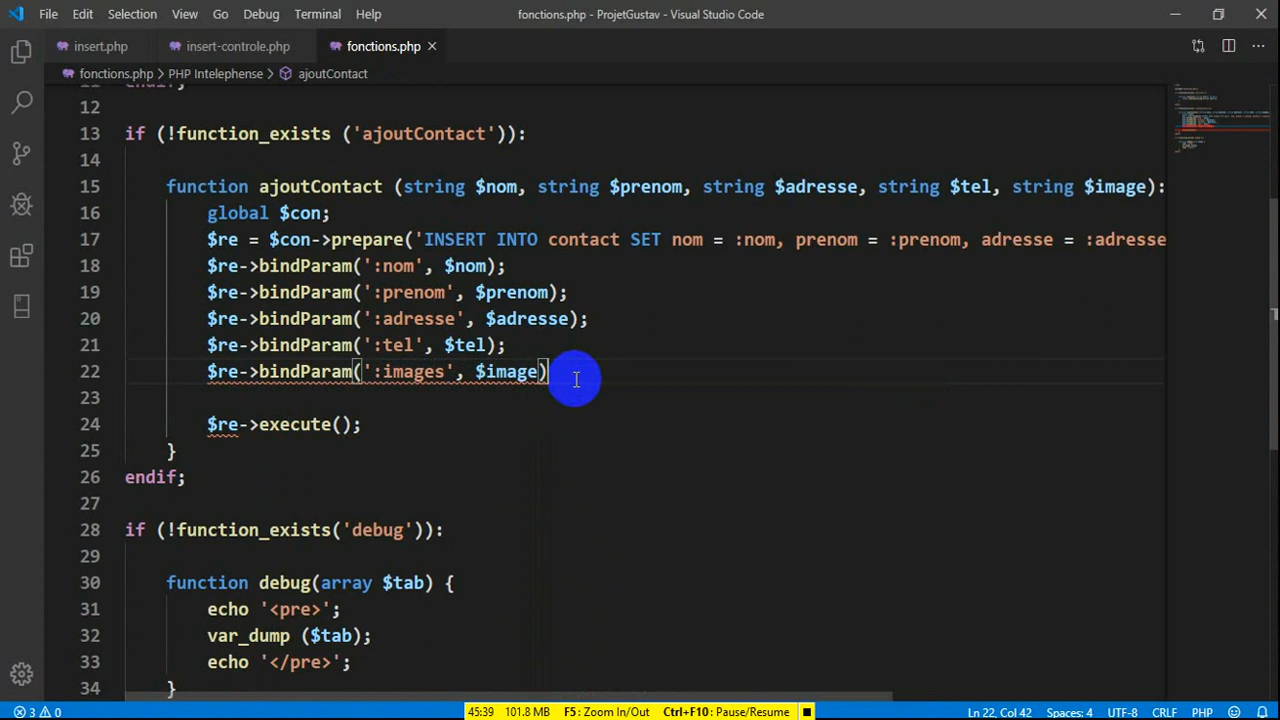 File Edit Selection View Go Debug Terminal Help fonctions.php - ProjetGustav - Visual Studio Code
insert.php insert-controle.php fonctions.php
fonctions.php > PHP Intelephense > ajoutContact
12
13 if (!function_exists ('ajoutContact')):
14
15 function ajoutContact (string $nom, string $prenom, string $adresse, string $tel, string $image):
16 global $con;
17 $re = $con->prepare('INSERT INTO contact SET nom = :nom, prenom = :prenom, adresse = :adresse
18 $re->bindParam(':nom', $nom);
19 $re->bindParam(':prenom', $prenom);
20 $re->bindParam(':adresse', $adresse);
21 $re->bindParam(':tel', $tel);
22 $re->bindParam(':images', $image)
23
24 $re->execute();
25 }
26 endif;
27
28 if (!function_exists('debug')):
29
30 function debug(array $tab) {
31 echo '<pre>';
32 var_dump ($tab);
33 echo '</pre>';
34 }
3 0 45:39 101.8 MB F5: Zoom In/Out Ctrl+F10: Pause/Resume Ln 22, Col 42 Spaces: 4 UTF-8 CRLF PHP